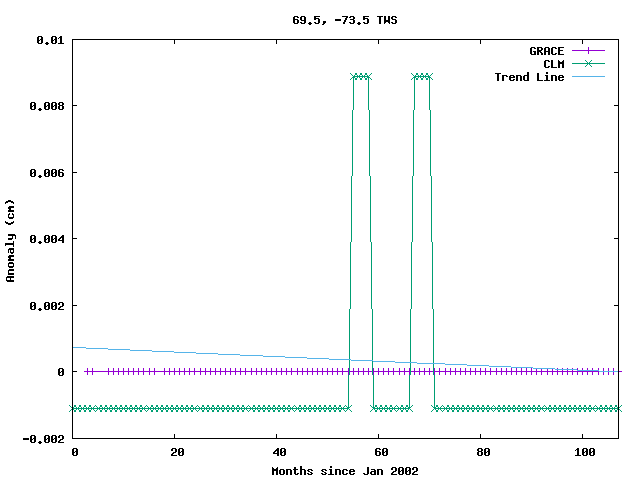 69.5, -73.5 TWS
GRACE
CLM
Trend Line
0.01
0.008
0.006
0.004
0.002
0
-0.002
Anomaly (cm)
0 20 40 60 80 100
Months since Jan 2002